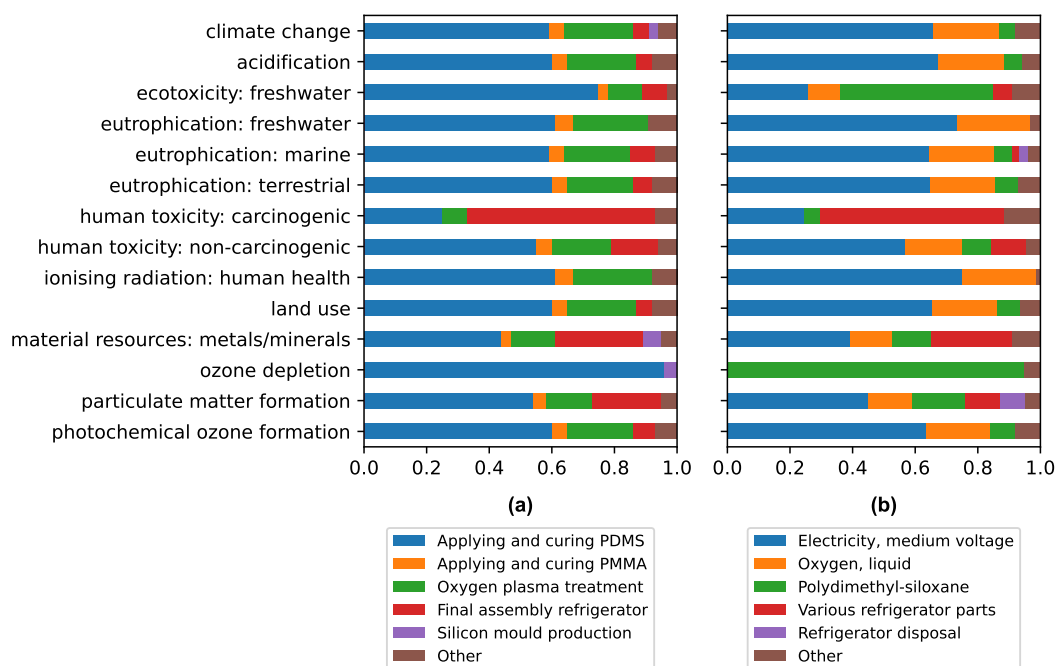 climate change
acidification
ecotoxicity: freshwater
eutrophication: freshwater
eutrophication: marine
eutrophication: terrestrial
human toxicity: carcinogenic
human toxicity: non-carcinogenic
ionising radiation: human health
land use
material resources: metals/minerals
ozone depletion
particulate matter formation
photochemical ozone formation
0.0 0.2 0.4 0.6 0.8 1.0
(a)
Applying and curing PDMS
Applying and curing PMMA
Oxygen plasma treatment
Final assembly refrigerator
Silicon mould production
Other
0.0 0.2 0.4 0.6 0.8 1.0
(b)
Electricity, medium voltage
Oxygen, liquid
Polydimethyl-siloxane
Various refrigerator parts
Refrigerator disposal
Other